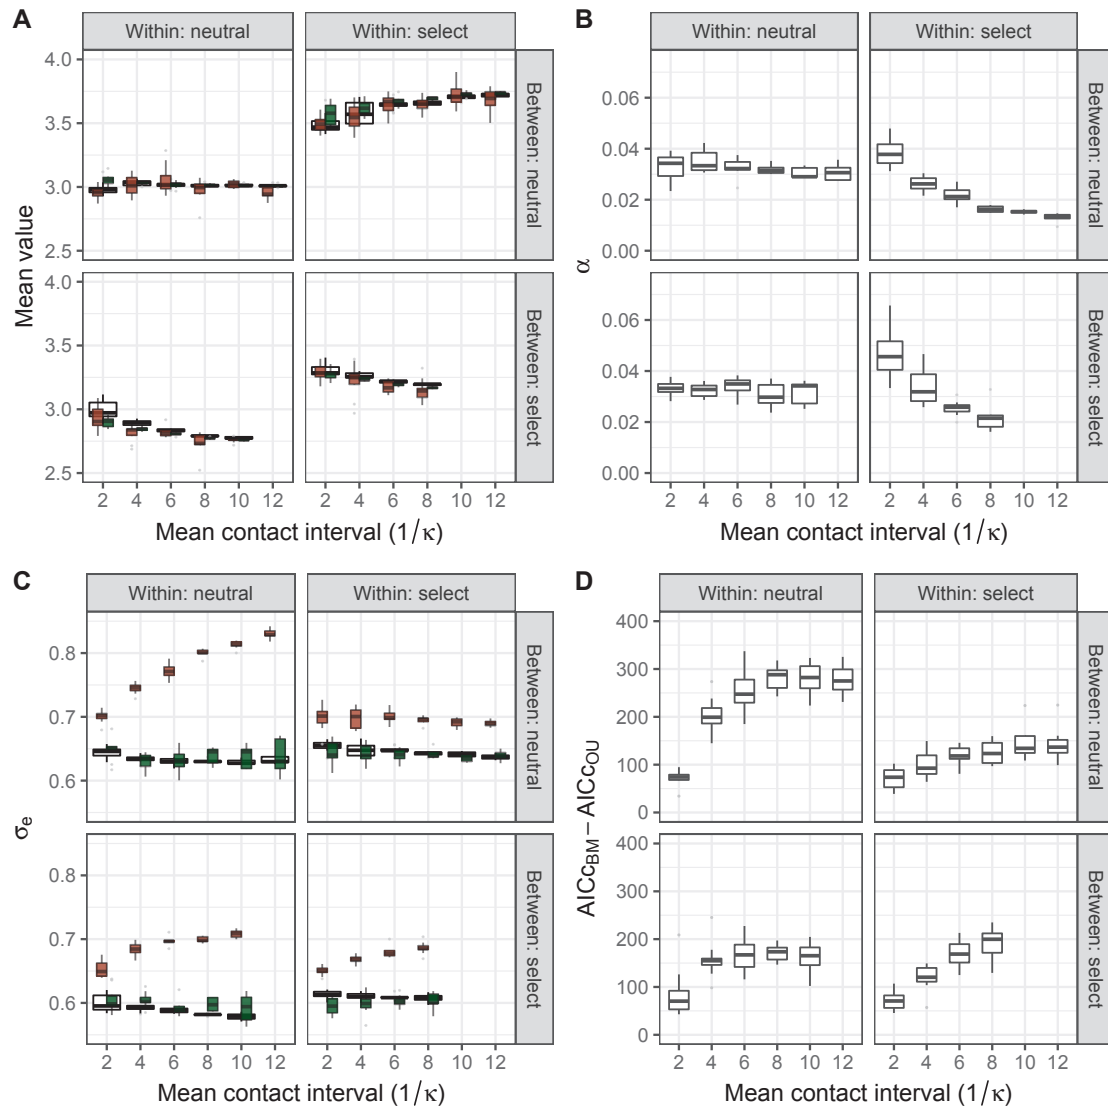 A
Within: neutral
Within: select
4.0
3.5
3.0
2.5
Between: neutral
4.0
3.5
3.0
2.5
Between: select
Mean value
2 4 6 8 10 12
2 4 6 8 10 12
Mean contact interval (1/κ)
B
Within: neutral
Within: select
0.06
0.04
0.02
0.00
Between: neutral
0.06
0.04
0.02
0.00
Between: select
α
2 4 6 8 10 12
2 4 6 8 10 12
Mean contact interval (1/κ)
C
Within: neutral
Within: select
0.8
0.7
0.6
Between: neutral
0.8
0.7
0.6
Between: select
σe
2 4 6 8 10 12
2 4 6 8 10 12
Mean contact interval (1/κ)
D
Within: neutral
Within: select
400
300
200
100
0
Between: neutral
400
300
200
100
0
Between: select
AICcBM − AICcOU
2 4 6 8 10 12
2 4 6 8 10 12
Mean contact interval (1/κ)